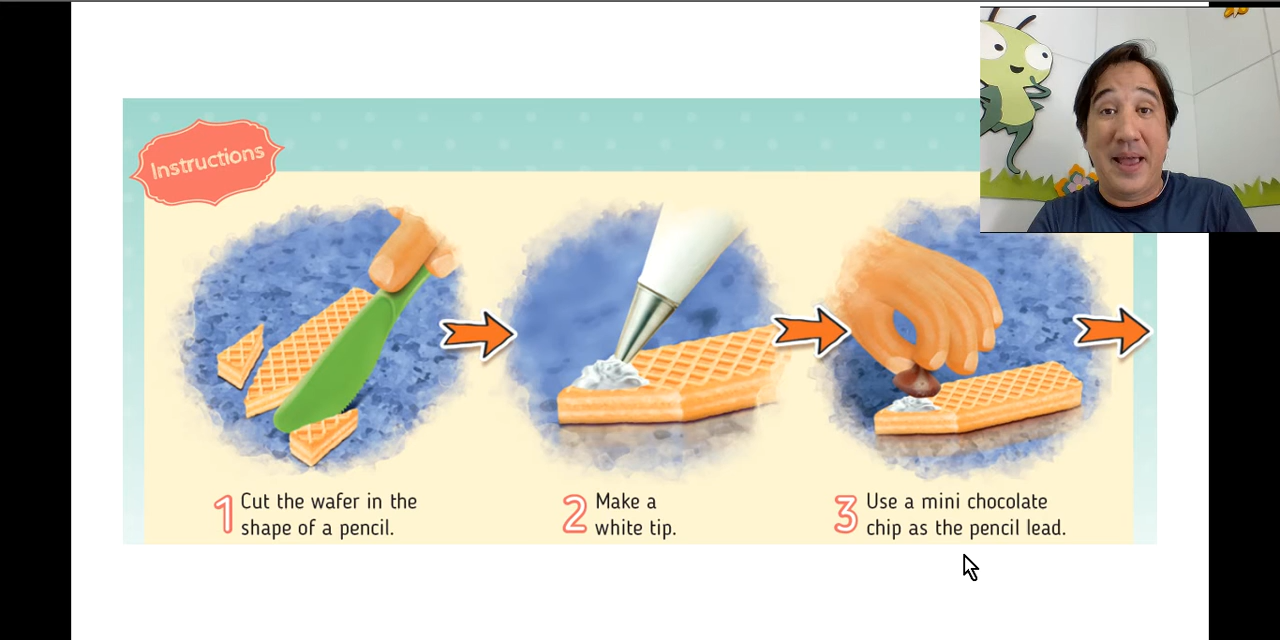 Instructions
1 Cut the wafer in the
shape of a pencil.
2 Make a
white tip.
3 Use a mini chocolate
chip as the pencil lead.